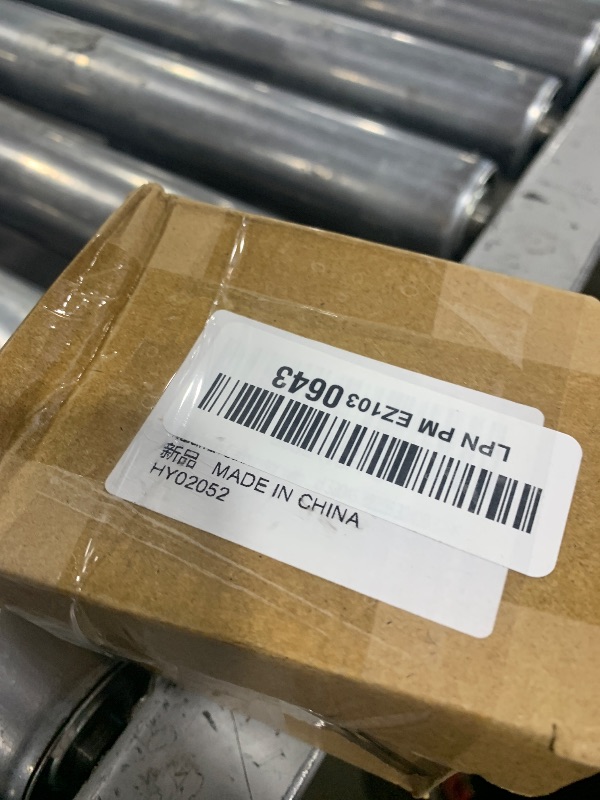 LPN PM EZ103 0643
新品 MADE IN CHINA
HY02052